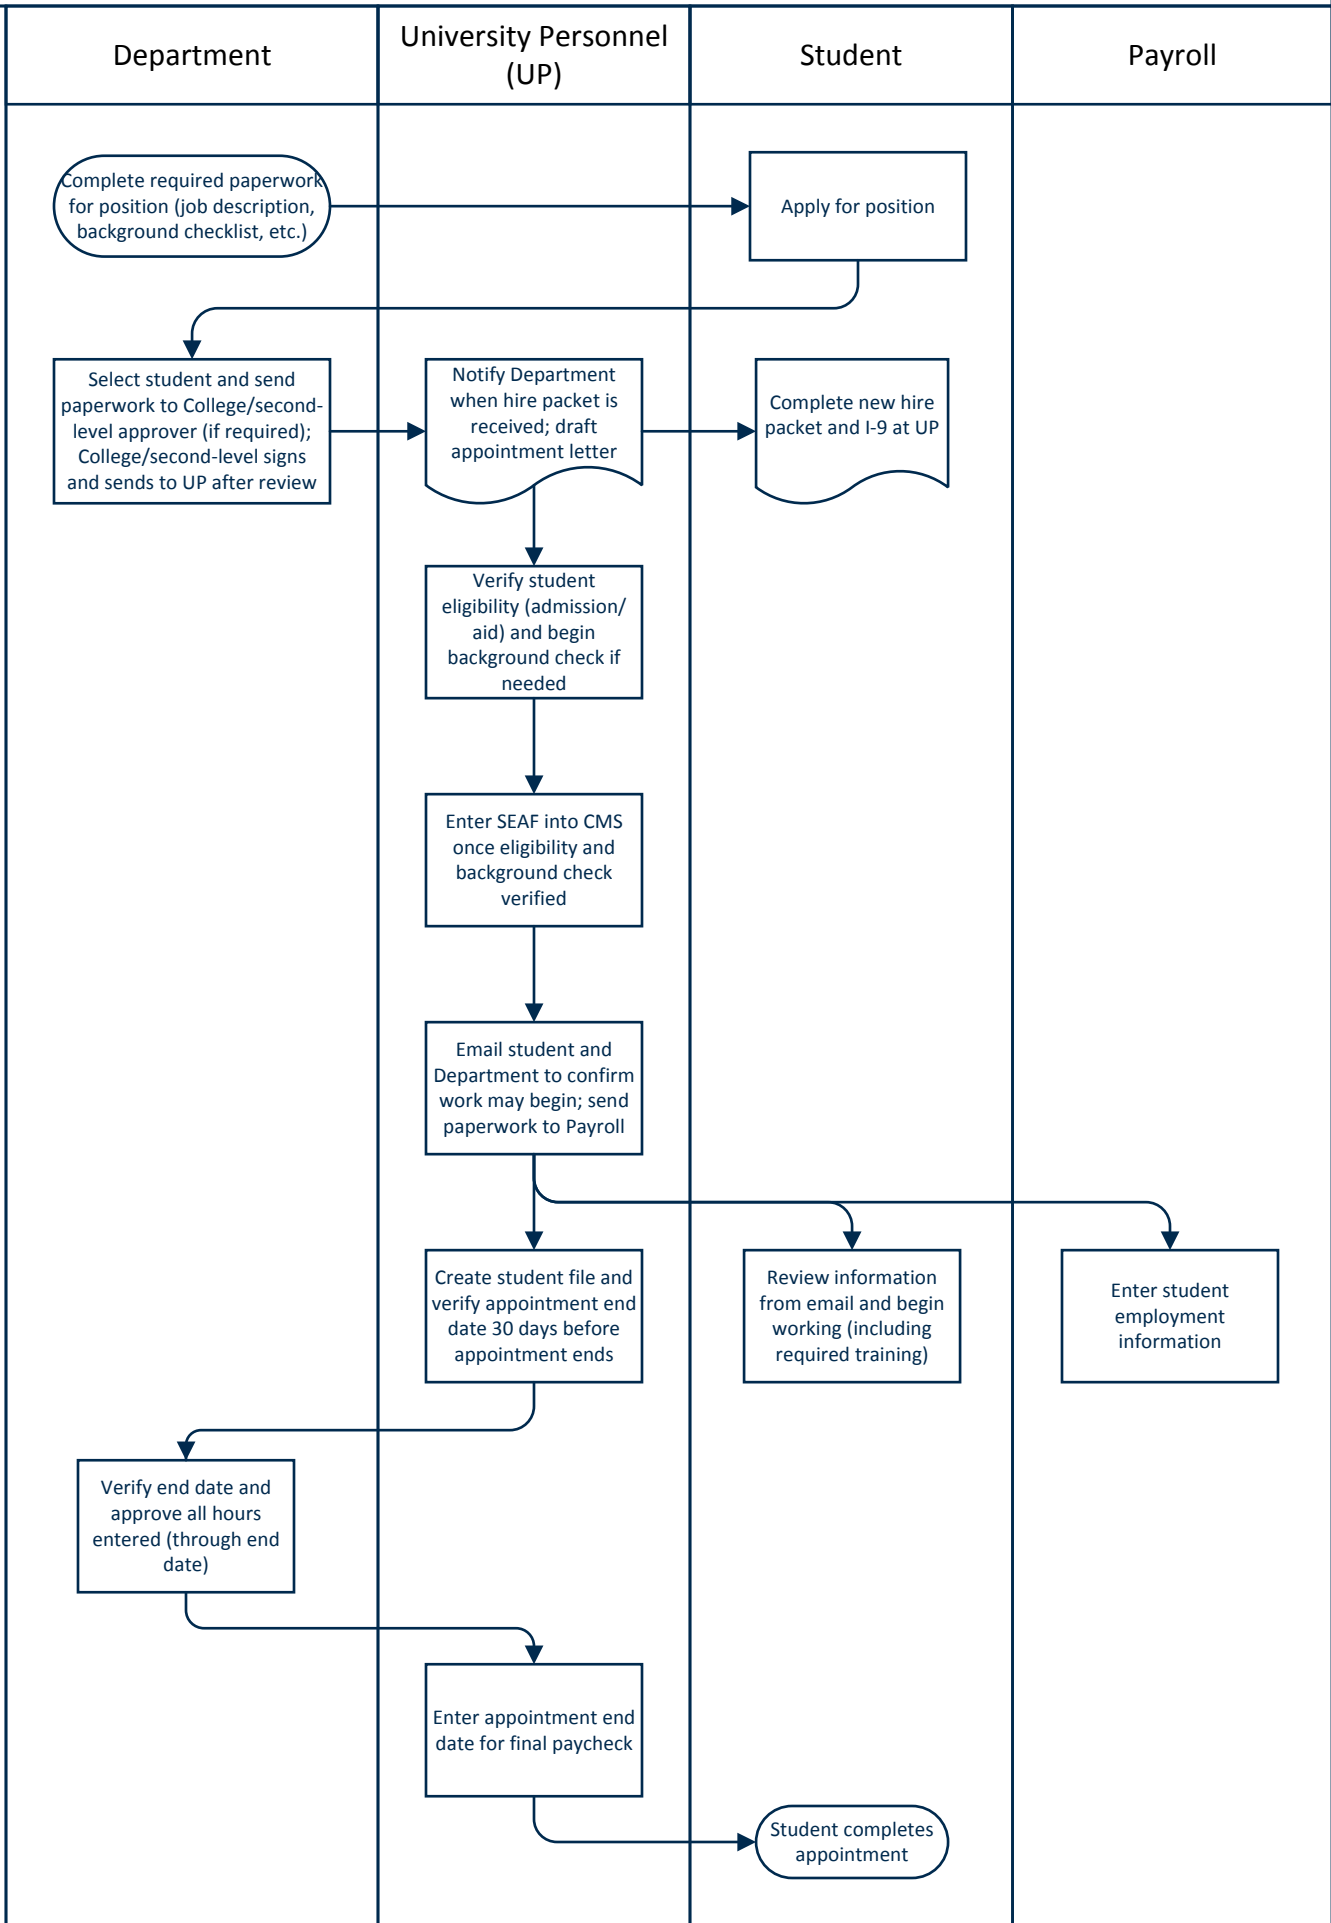 Department
University Personnel
(UP)
Student
Payroll
Complete required paperwork
for position (job description,
background checklist, etc.)
Apply for position
Select student and send
paperwork to College/second-
level approver (if required);
College/second-level signs
and sends to UP after review
Notify Department
when hire packet is
received; draft
appointment letter
Complete new hire
packet and I-9 at UP
Verify student
eligibility (admission/
aid) and begin
background check if
needed
Enter SEAF into CMS
once eligibility and
background check
verified
Email student and
Department to confirm
work may begin; send
paperwork to Payroll
Create student file and
verify appointment end
date 30 days before
appointment ends
Review information
from email and begin
working (including
required training)
Enter student
employment
information
Verify end date and
approve all hours
entered (through end
date)
Enter appointment end
date for final paycheck
Student completes
appointment